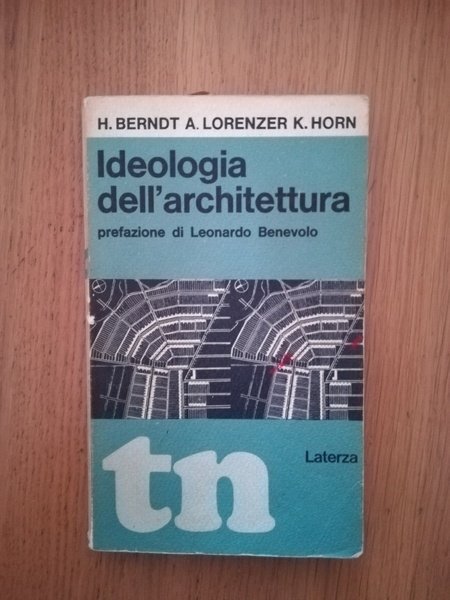 H. BERNDT A. LORENZER K. HORN
Ideologia
dell'architettura
prefazione di Leonardo Benevolo
Laterza
tn